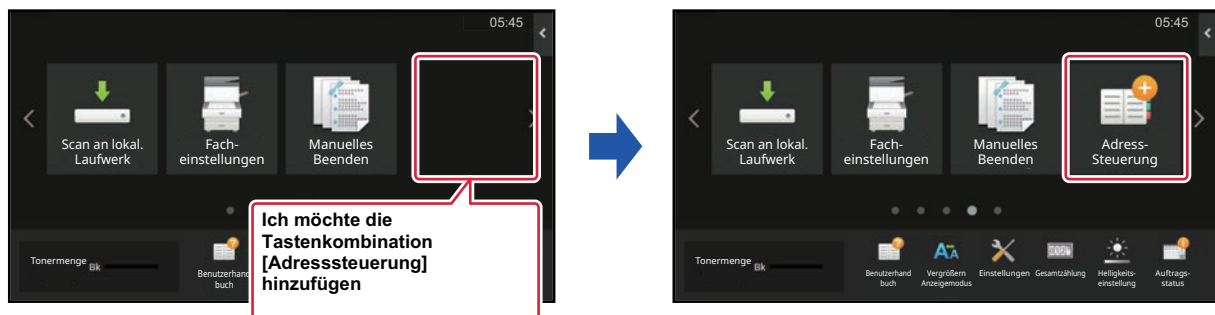 05:45
Scan an lokal.
Laufwerk
Fach-
einstellungen
Manuelles
Beenden
Ich möchte die
Tastenkombination
[Adresssteuerung]
hinzufügen
Tonermenge
Bk
Benutzerhand
buch
05:45
Scan an lokal.
Laufwerk
Fach-
einstellungen
Manuelles
Beenden
Adress-
Steuerung
Tonermenge
Bk
Benutzerhand
buch
Vergrößern
Anzeigemodus
Einstellungen
Gesamtzählung
Helligkeits-
einstellung
Auftrags-
status